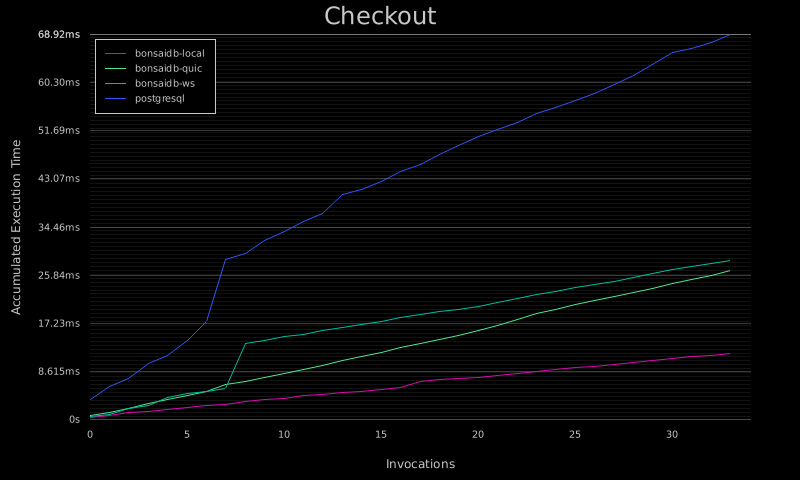 Checkout
68.92ms
60.30ms
51.69ms
43.07ms
34.46ms
25.84ms
17.23ms
8.615ms
0s
bonsaidb-local
bonsaidb-quic
bonsaidb-ws
postgresql
Accumulated Execution Time
0 5 10 15 20 25 30
Invocations